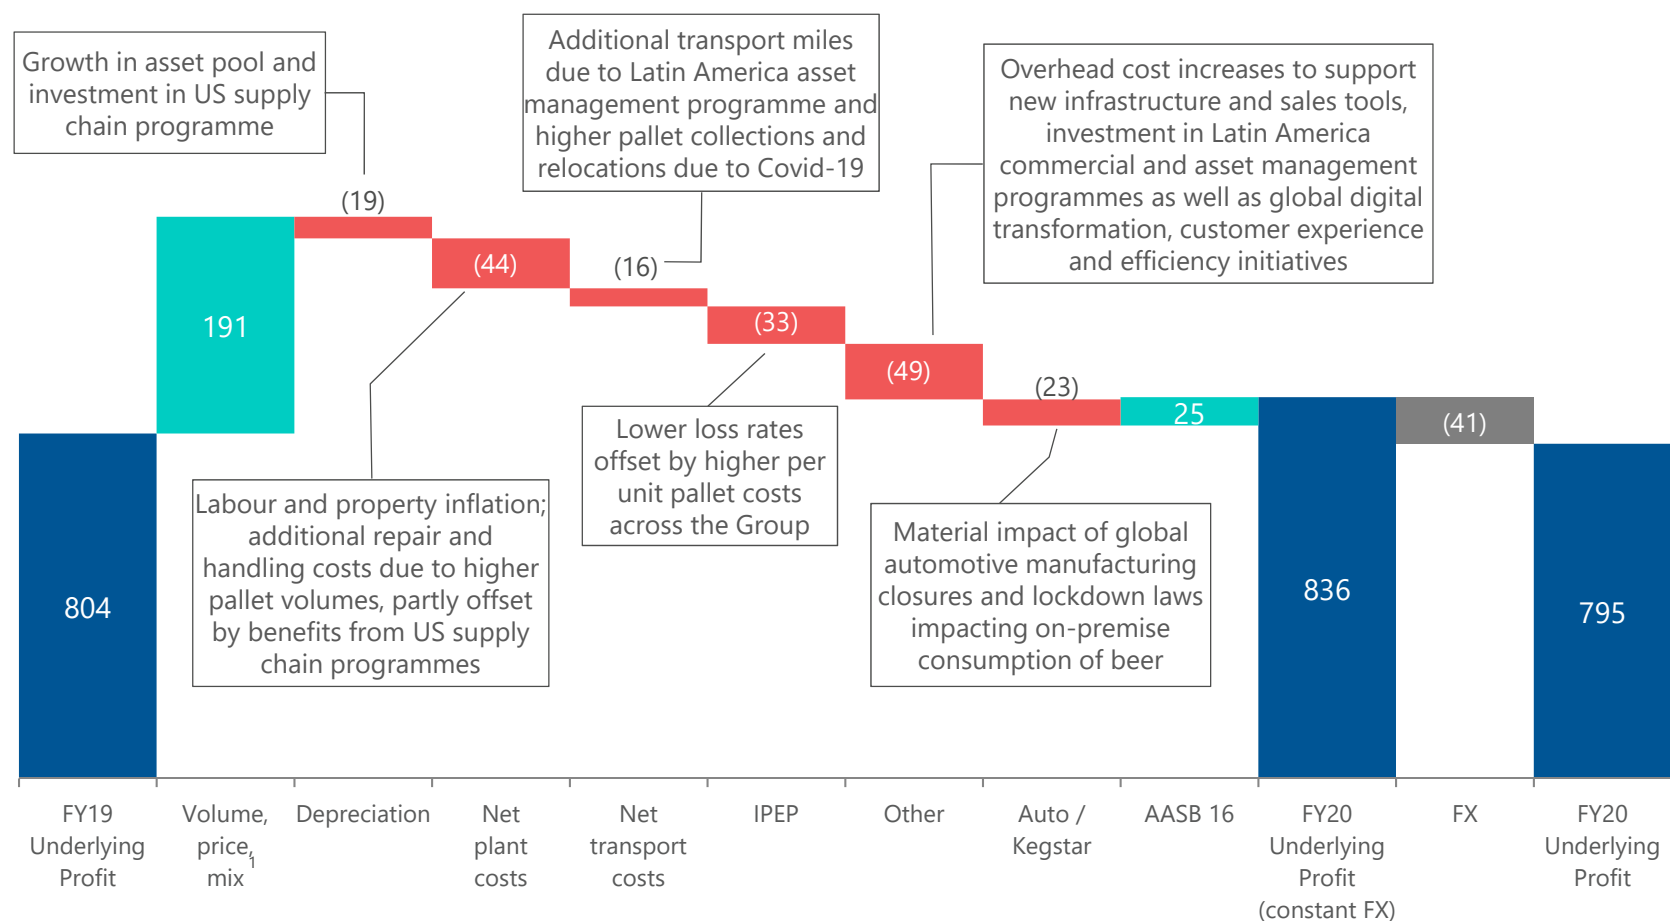 Growth in asset pool and
investment in US supply
chain programme
Additional transport miles
due to Latin America asset
management programme and
higher pallet collections and
relocations due to Covid-19
Overhead cost increases to support
new infrastructure and sales tools,
investment in Latin America
commercial and asset management
programmes as well as global digital
transformation, customer experience
and efficiency initiatives
(19)
191
(44)
(16)
(33)
(49)
(23)
25
(41)
Labour and property inflation;
additional repair and
handling costs due to higher
pallet volumes, partly offset
by benefits from US supply
chain programmes
Lower loss rates
offset by higher per
unit pallet costs
across the Group
Material impact of global
automotive manufacturing
closures and lockdown laws
impacting on-premise
consumption of beer
804
836
795
FY19
Underlying
Profit
Volume,
price,
mix1
Depreciation
Net
plant
costs
Net
transport
costs
IPEP
Other
Auto /
Kegstar
AASB 16
FY20
Underlying
Profit
(constant FX)
FX
FY20
Underlying
Profit